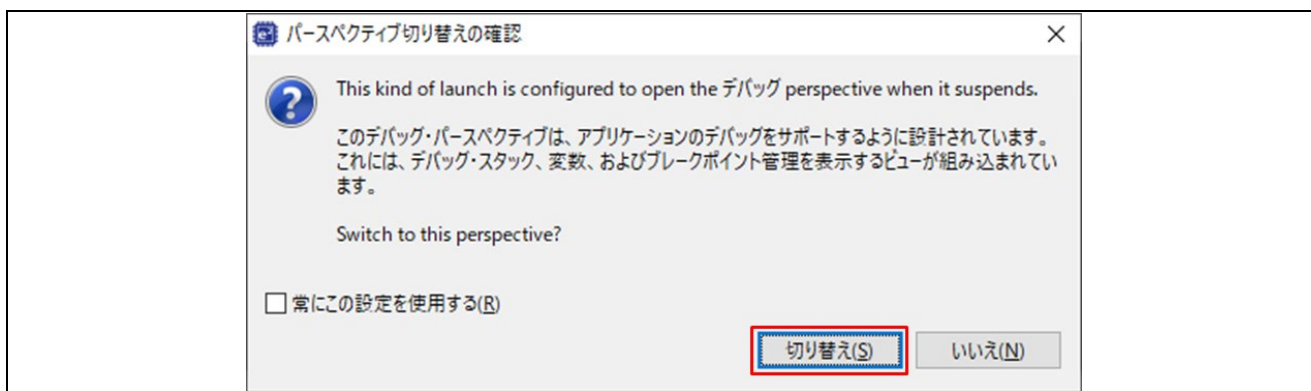 パースペクティブ切り替えの確認
This kind of launch is configured to open the デバッグ perspective when it suspends.
このデバッグ・パースペクティブは、アプリケーションのデバッグをサポートするように設計されています。
これには、デバッグ・スタック、変数、およびブレークポイント管理を表示するビューが組み込まれてい
ます。
Switch to this perspective?
常にこの設定を使用する(R)
切り替え(S)
いいえ(N)